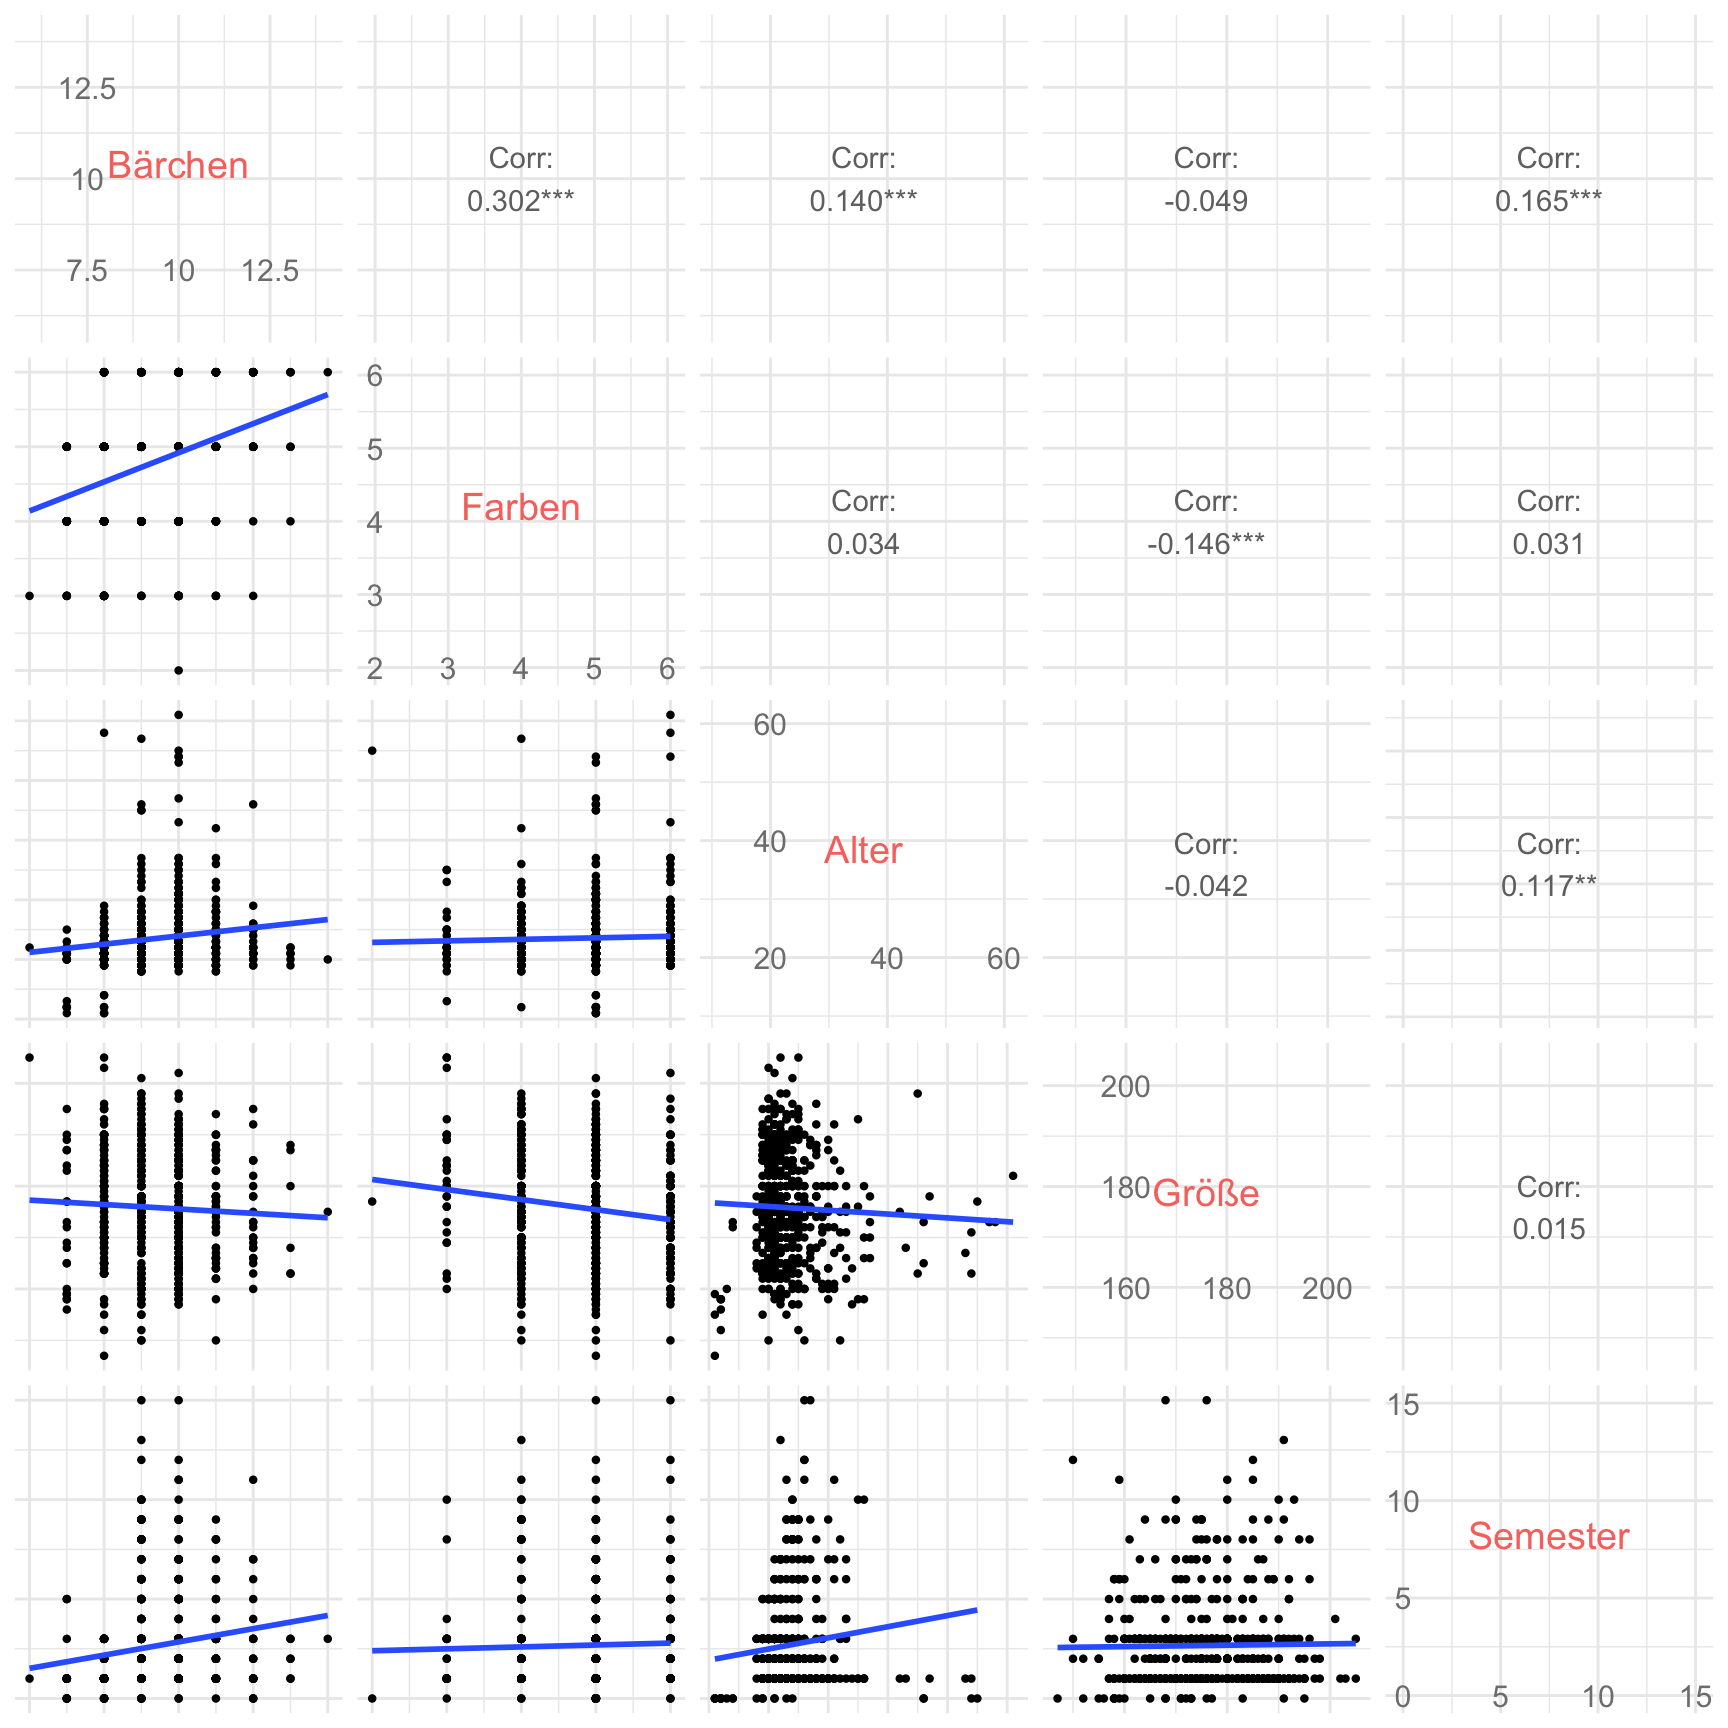 12.5
Bärchen
10
7.5 10 12.5
Corr:
0.302***
Corr:
0.140***
Corr:
-0.049
Corr:
0.165***
6
5
Farben
4
3
2 3 4 5 6
Corr:
0.034
Corr:
-0.146***
Corr:
0.031
60
40
Alter
20 40 60
Corr:
-0.042
Corr:
0.117**
200
180
Größe
160 180 200
Corr:
0.015
15
10
Semester
5
0 5 10 15